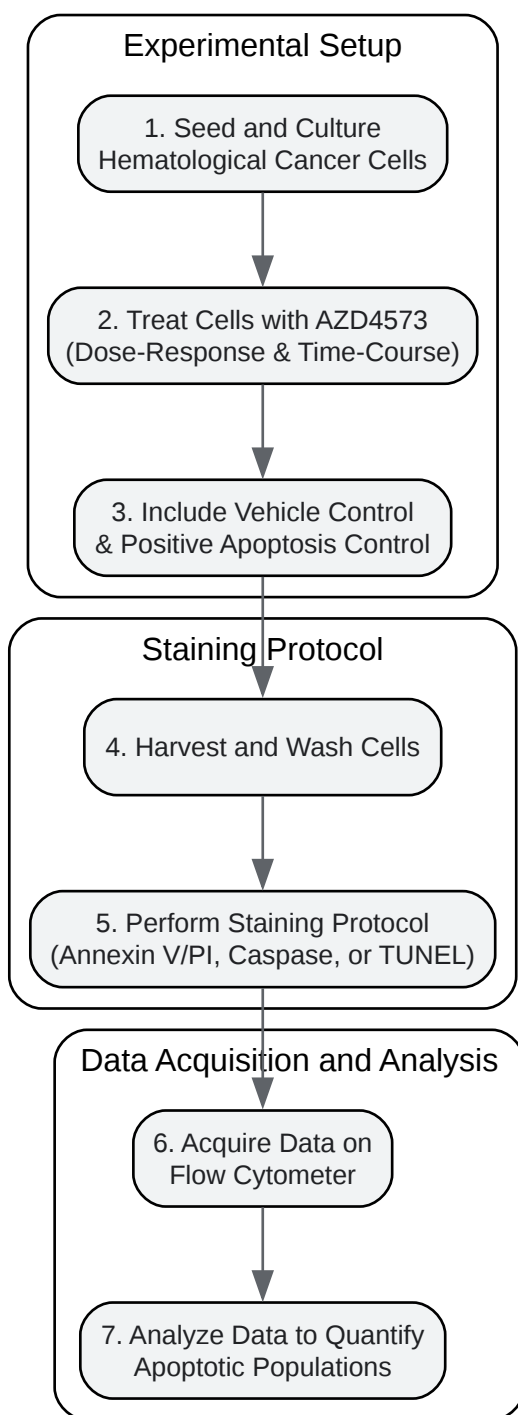 Experimental Setup
1. Seed and Culture
Hematological Cancer Cells
2. Treat Cells with AZD4573
(Dose-Response & Time-Course)
3. Include Vehicle Control
& Positive Apoptosis Control
Staining Protocol
4. Harvest and Wash Cells
5. Perform Staining Protocol
(Annexin V/PI, Caspase, or TUNEL)
Data Acquisition and Analysis
6. Acquire Data on
Flow Cytometer
7. Analyze Data to Quantify
Apoptotic Populations